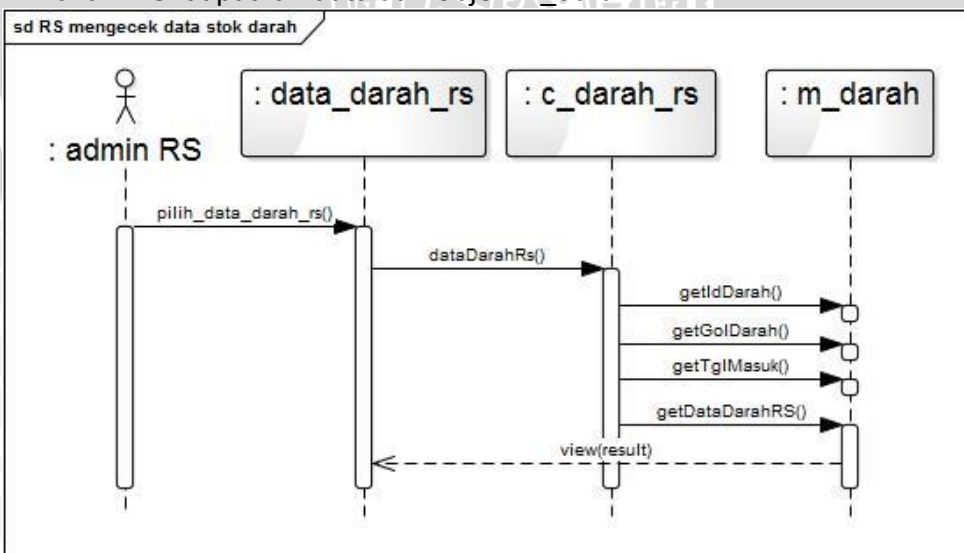 sd RS mengecek data stok darah
: admin RS
: data_darah_rs
: c_darah_rs
: m_darah
pilih_data_darah_rs()
dataDarahRs()
getIdDarah()
getGolDarah()
getTglMasuk()
getDataDarahRS()
view(result)